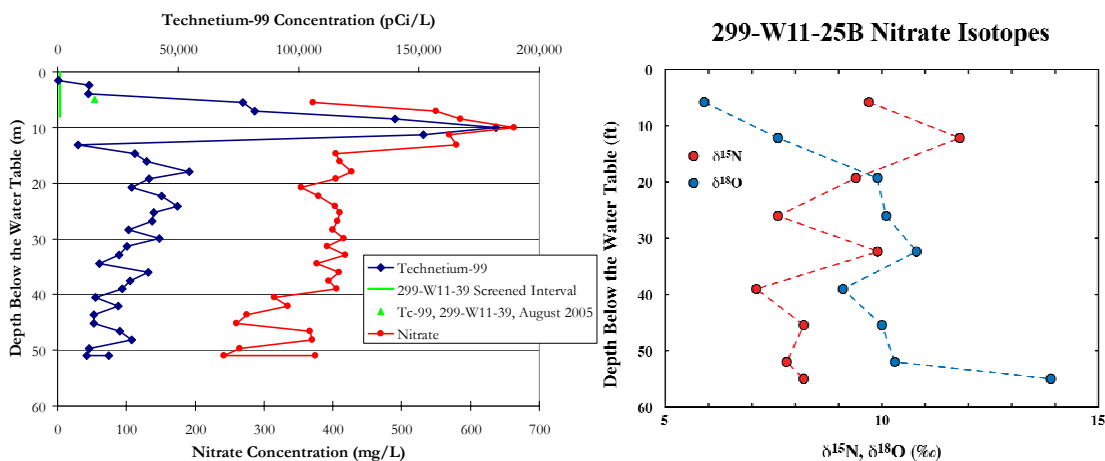 Technetium-99 Concentration (pCi/L)
0 50,000 100,000 150,000 200,000
0
10
20
30
40
50
60
Depth Below the Water Table (m)
Technetium-99
299-W11-39 Screened Interval
Tc-99, 299-W11-39, August 2005
Nitrate
0 100 200 300 400 500 600 700
Nitrate Concentration (mg/L)
299-W11-25B Nitrate Isotopes
0
10
20
30
40
50
60
Depth Below the Water Table (ft)
δ¹⁵N
δ¹⁸O
5 10 15
δ¹⁵N, δ¹⁸O (‰)